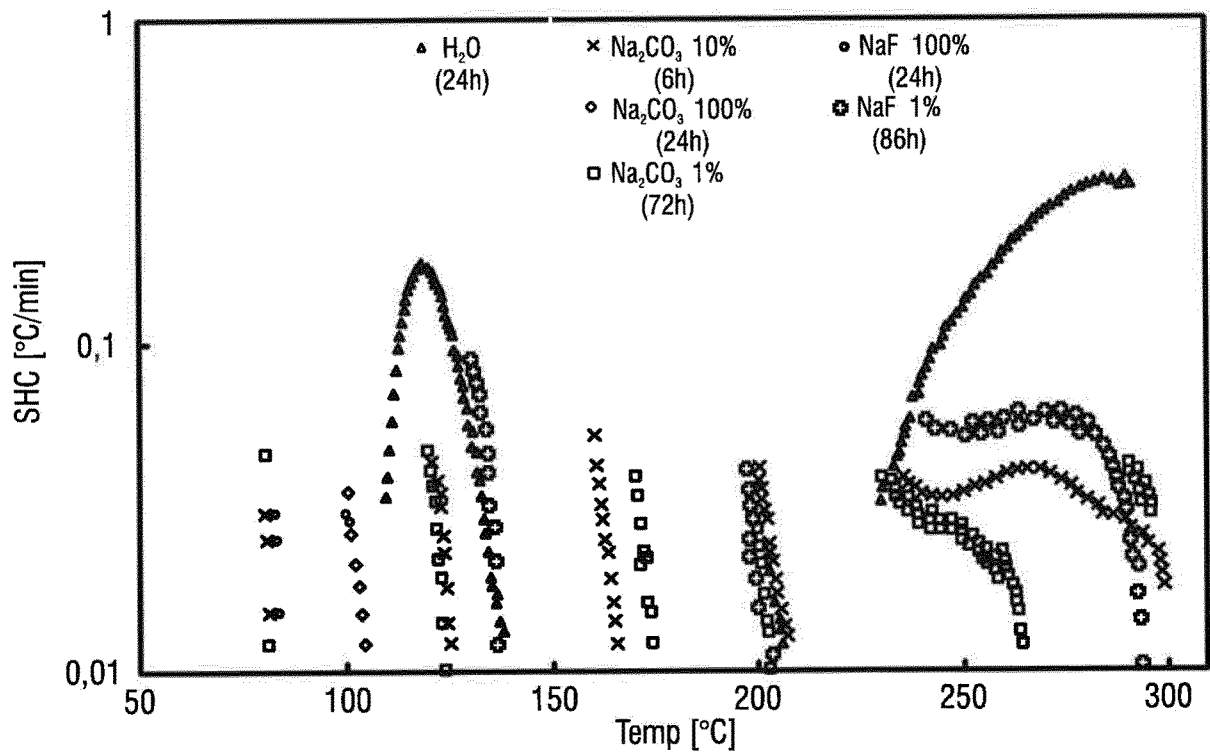 1
H₂O
(24h)
Na₂CO₃ 10%
(6h)
NaF 100%
(24h)
Na₂CO₃ 100%
(24h)
NaF 1%
(86h)
Na₂CO₃ 1%
(72h)
SHC [°C/min]
0,1
0,01
50 100 150 200 250 300
Temp [°C]